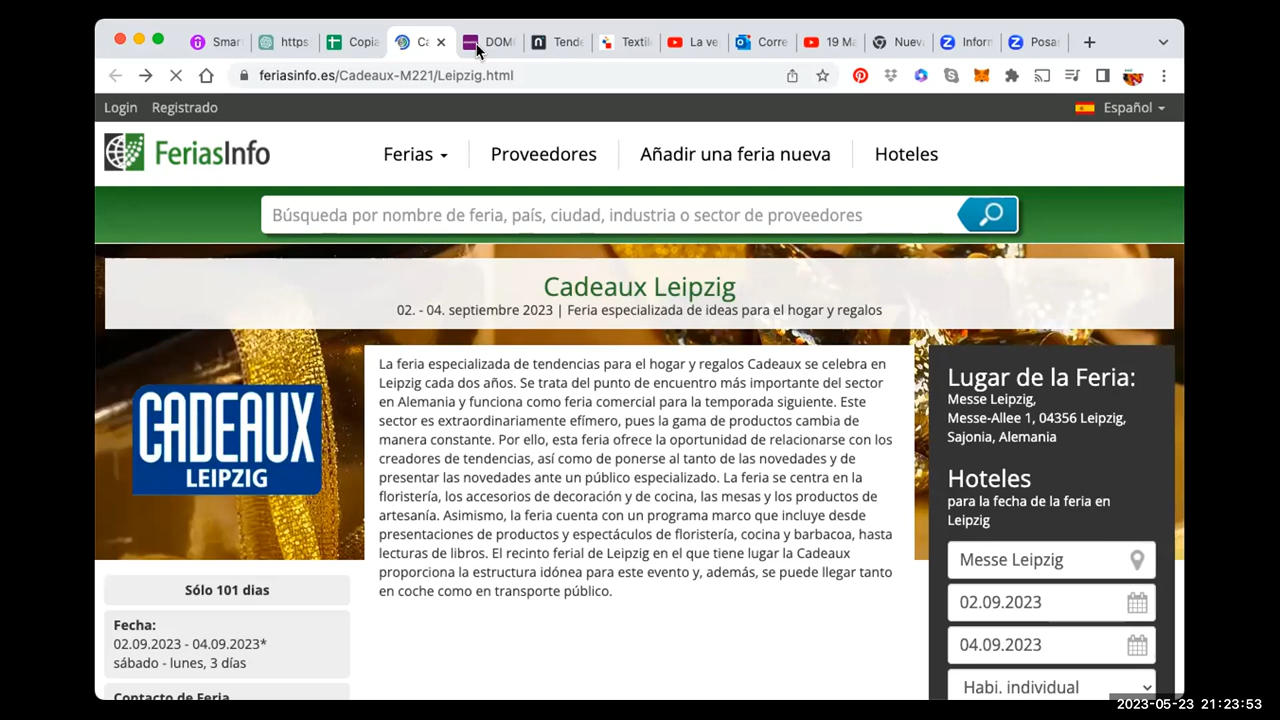 Smar
https
Copia
Ca
DOM
Tende
Textil
La ve
Corre
19 Ma
Nueva
Inform
Posa
feriasinfo.es/Cadeaux-M221/Leipzig.html
Login Registrado
Español
FeriasInfo
Ferias
Proveedores
Añadir una feria nueva
Hoteles
Búsqueda por nombre de feria, país, ciudad, industria o sector de proveedores
Cadeaux Leipzig
02. - 04. septiembre 2023 | Feria especializada de ideas para el hogar y regalos
CADEAUX
LEIPZIG
La feria especializada de tendencias para el hogar y regalos Cadeaux se celebra en
Leipzig cada dos años. Se trata del punto de encuentro más importante del sector
en Alemania y funciona como feria comercial para la temporada siguiente. Este
sector es extraordinariamente efímero, pues la gama de productos cambia de
manera constante. Por ello, esta feria ofrece la oportunidad de relacionarse con los
creadores de tendencias, así como de ponerse al tanto de las novedades y de
presentar las novedades ante un público especializado. La feria se centra en la
floristería, los accesorios de decoración y de cocina, las mesas y los productos de
artesanía. Asimismo, la feria cuenta con un programa marco que incluye desde
presentaciones de productos y espectáculos de floristería, cocina y barbacoa, hasta
lecturas de libros. El recinto ferial de Leipzig en el que tiene lugar la Cadeaux
proporciona la estructura idónea para este evento y, además, se puede llegar tanto
en coche como en transporte público.
Lugar de la Feria:
Messe Leipzig,
Messe-Allee 1, 04356 Leipzig,
Sajonia, Alemania
Hoteles
para la fecha de la feria en
Leipzig
Messe Leipzig
02.09.2023
04.09.2023
Habi. individual
Sólo 101 dias
Fecha:
02.09.2023 - 04.09.2023*
sábado - lunes, 3 días
Contacto de Feria
2023-05-23 21:23:53